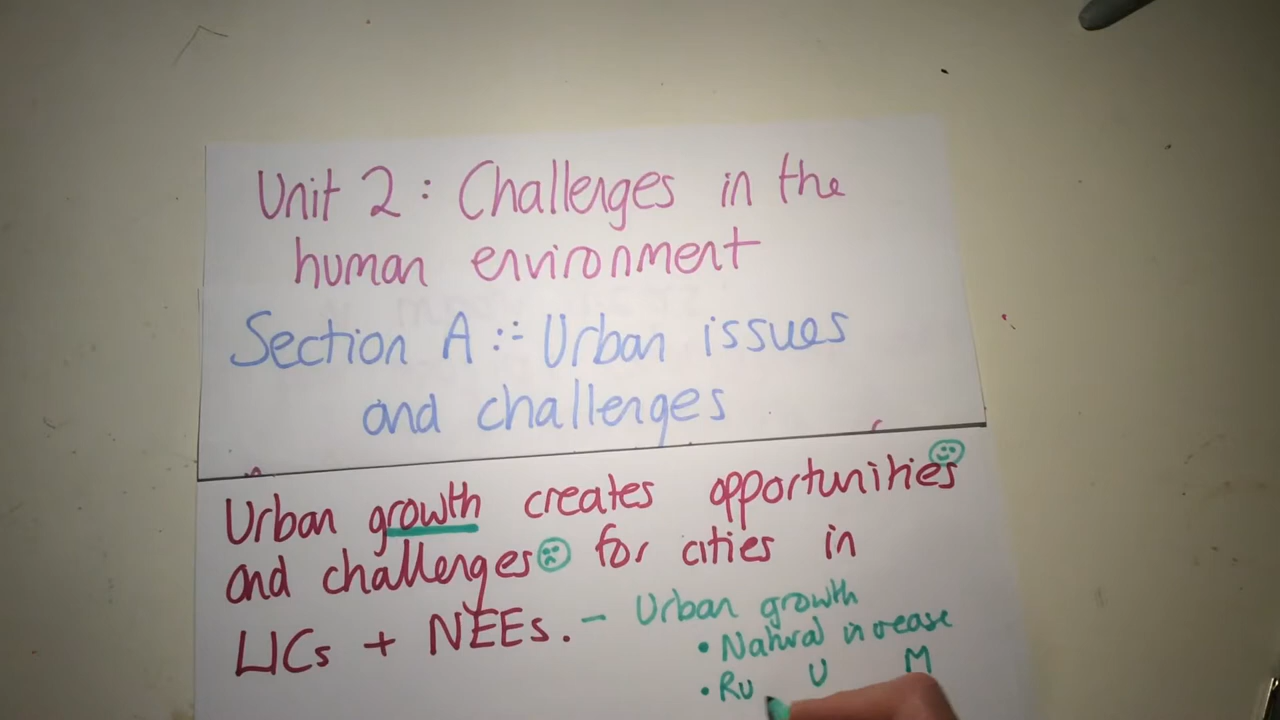 Unit 2: Challenges in the
human environment
Section A:- Urban issues
and challenges
Urban growth creates opportunities
and challenges for cities in
LICs + NEEs. - Urban growth
• Natural increase
• Ru U M